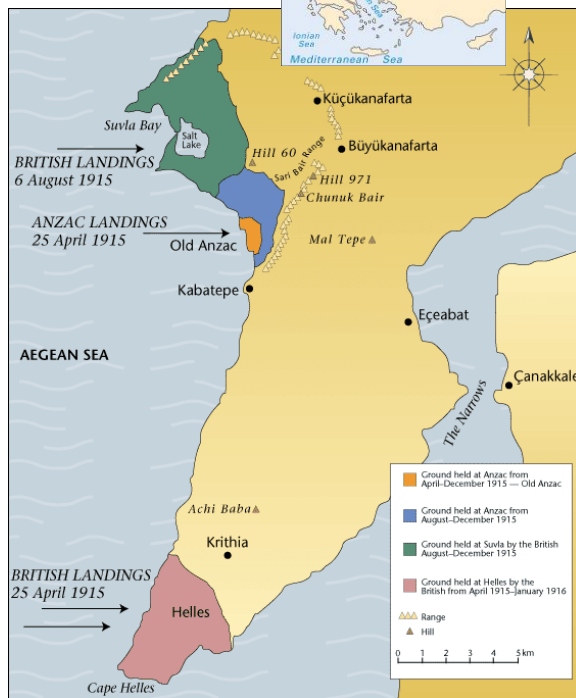 Ionian
Sea
Mediterranean Sea
Küçükanafarta
Suvla Bay
Salt
Lake
Büyükanafarta
BRITISH LANDINGS
6 August 1915
Hill 60
Sari Bair Range
Hill 971
Chunuk Bair
ANZAC LANDINGS
25 April 1915
Old Anzac
Mal Tepe
Kabatepe
Eçeabat
AEGEAN SEA
Çanakkale
The Narrows
Ground held at Anzac from
April–December 1915 — Old Anzac
Ground held at Anzac from
August–December 1915
Ground held at Suvla by the British
August–December 1915
Ground held at Helles by the
British from April 1915–January 1916
Range
Hill
0 1 2 3 4 5 km
Achi Baba
Krithia
BRITISH LANDINGS
25 April 1915
Helles
Cape Helles